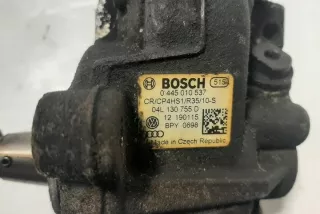 BOSCH 518
0 445 010 537
CR/CP4HS1/R35/10-S
04L 130 755 D
12 190115
BPY 0898
Made in Czech Republic